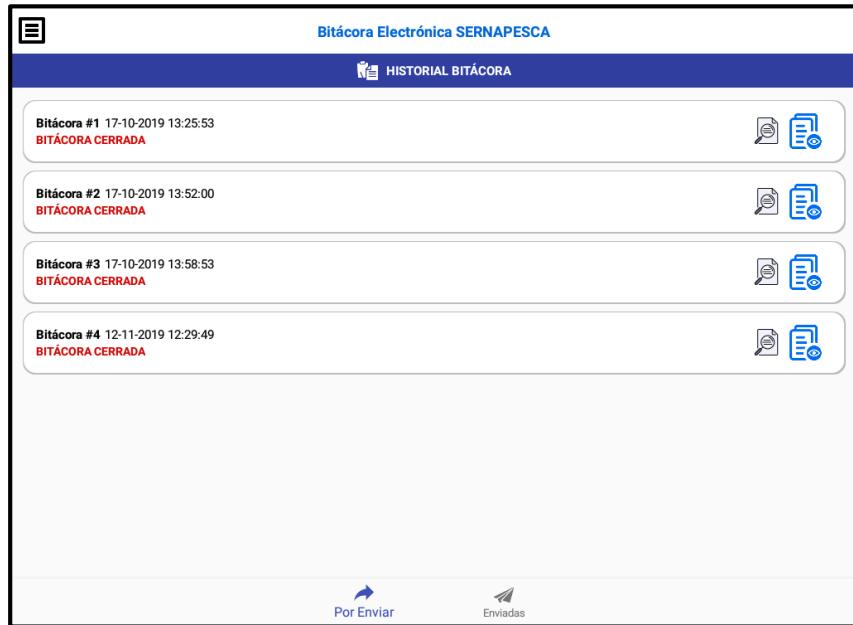 Bitácora Electrónica SERNAPESCA
HISTORIAL BITÁCORA
Bitácora #1 17-10-2019 13:25:53
BITÁCORA CERRADA
Bitácora #2 17-10-2019 13:52:00
BITÁCORA CERRADA
Bitácora #3 17-10-2019 13:58:53
BITÁCORA CERRADA
Bitácora #4 12-11-2019 12:29:49
BITÁCORA CERRADA
Por Enviar
Enviadas